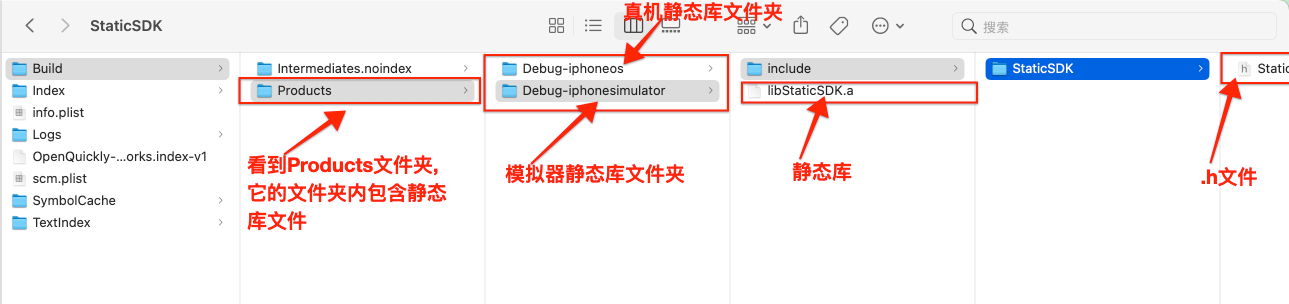 StaticSDK
真机静态库文件夹
搜索
Build
Index
info.plist
Logs
OpenQuickly-...orks.index-v1
scm.plist
SymbolCache
TextIndex
Intermediates.noindex
Products
看到Products文件夹,
它的文件夹内包含静态
库文件
Debug-iphoneos
Debug-iphonesimulator
模拟器静态库文件夹
include
libStaticSDK.a
静态库
StaticSDK
h
Static
.h文件